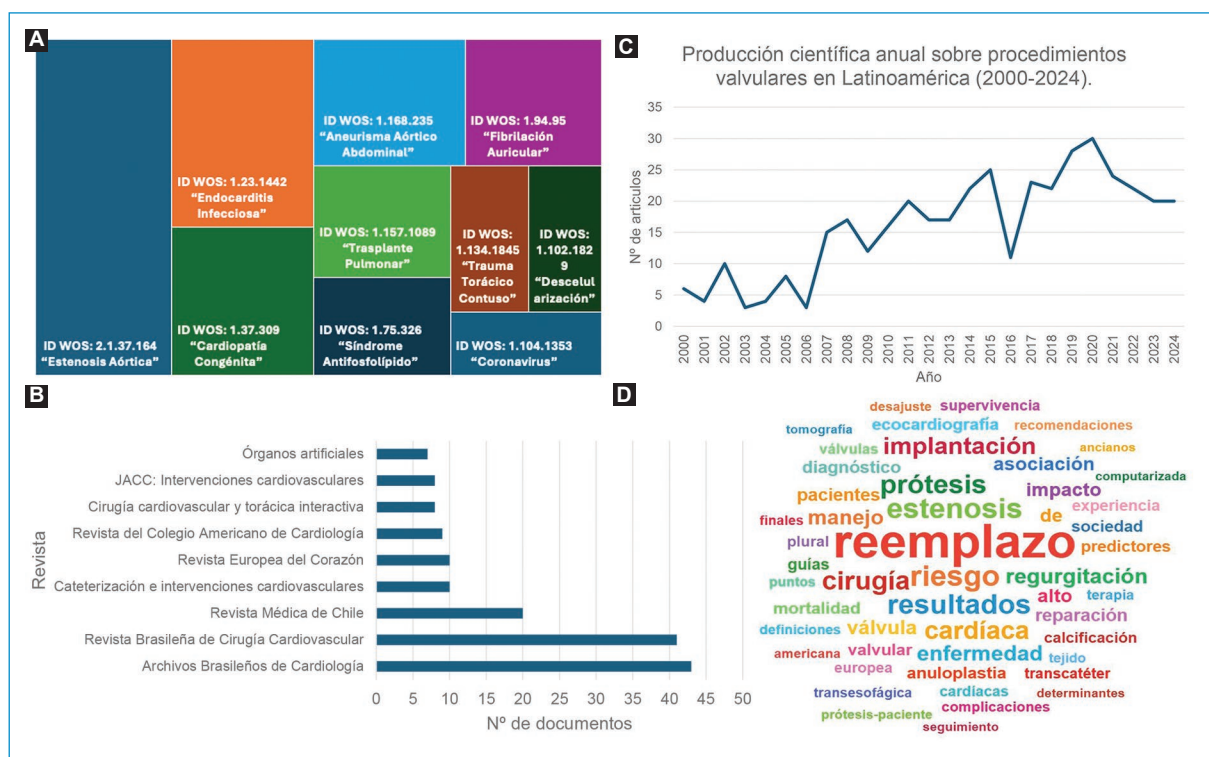 A
ID WOS: 2.1.37.164
“Estenosis Aórtica”
ID WOS: 1.23.1442
“Endocarditis
Infecciosa”
ID WOS: 1.37.309
“Cardiopatía
Congénita”
ID WOS: 1.168.235
“Aneurisma Aórtico
Abdominal”
ID WOS: 1.94.95
“Fibrilación
Auricular”
ID WOS: 1.157.1089
“Trasplante
Pulmonar”
ID WOS:
1.134.1845
“Trauma
Torácico
Contuso”
ID WOS:
1.102.182
9
“Descelul
arización”
ID WOS: 1.75.326
“Síndrome
Antifosfolípido”
ID WOS: 1.104.1353
“Coronavirus”
B
Revista
Órganos artificiales
JACC: Intervenciones cardiovasculares
Cirugía cardiovascular y torácica interactiva
Revista del Colegio Americano de Cardiología
Revista Europea del Corazón
Cateterización e intervenciones cardiovasculares
Revista Médica de Chile
Revista Brasileña de Cirugía Cardiovascular
Archivos Brasileños de Cardiología
0 5 10 15 20 25 30 35 40 45 50
Nº de documentos
C
Producción científica anual sobre procedimientos
valvulares en Latinoamérica (2000-2024).
Nº de articulos
35
30
25
20
15
10
5
0
2000 2001 2002 2003 2004 2005 2006 2007 2008 2009 2010 2011 2012 2013 2014 2015 2016 2017 2018 2019 2020 2021 2022 2023 2024
Año
D
desajuste supervivencia
tomografía ecocardiografía recomendaciones
válvulas implantación ancianos
diagnóstico asociación
prótesis computarizada
pacientes impacto
estenosis experiencia
finales manejo de sociedad
plural reemplazo predictores
guías
puntos cirugía riesgo regurgitación
mortalidad resultados alto terapia
reparación
definiciones válvula cardíaca calcificación
americana valvular enfermedad tejido
europea anuloplastia transcatéter
transesofágica cardiacas determinantes
prótesis-paciente complicaciones
seguimiento